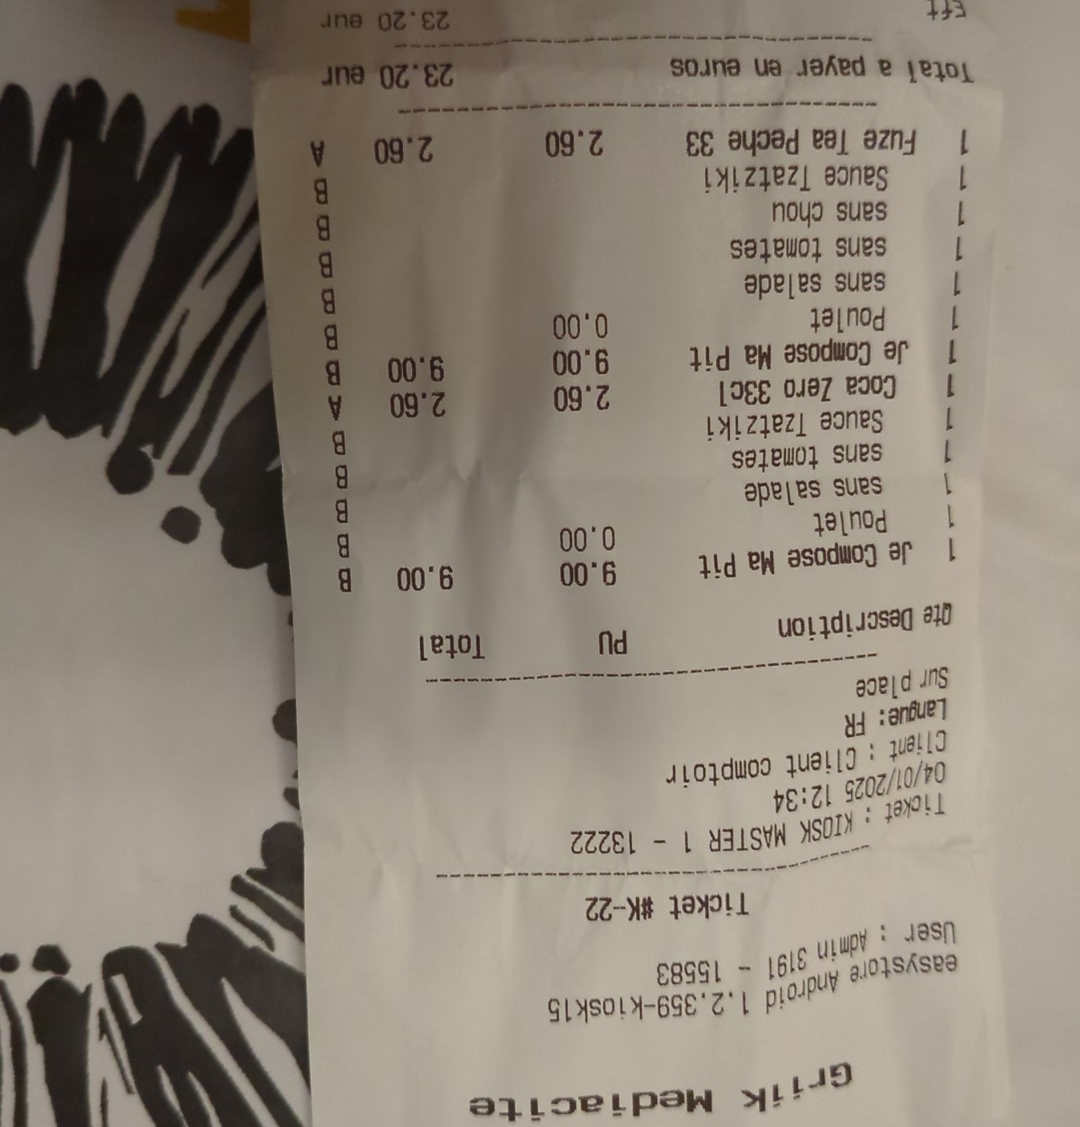 Griik Mediacite
easystore Android 1.2.359-kiosk15
User : Admin 3191 - 15583
Ticket #K-22
Ticket : KIOSK MASTER 1 - 13222
04/01/2025 12:34
Client : Client comptoir
Langue: FR
Sur place
Qte Description PU Total
1 Je Compose Ma Pit 9.00 9.00 B
1 Poulet 0.00 B
1 sans salade B
1 sans tomates B
1 Sauce Tzatziki B
1 Coca Zero 33cl 2.60 2.60 A
1 Je Compose Ma Pit 9.00 9.00 B
1 Poulet 0.00 B
1 sans salade B
1 sans tomates B
1 sans chou B
1 Sauce Tzatziki B
1 Fuze Tea Peche 33 2.60 2.60 A
Total a payer en euros 23.20 eur
Eft 23.20 eur